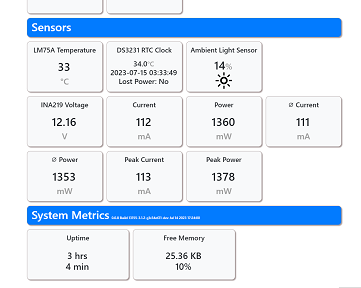 Sensors
LM75A Temperature
33
°C
DS3231 RTC Clock
34.0°C
2023-07-15 03:33:49
Lost Power: No
Ambient Light Sensor
14%
INA219 Voltage
12.16
V
Current
112
mA
Power
1360
mW
∅ Current
111
mA
∅ Power
1353
mW
Peak Current
113
mA
Peak Power
1378
mW
System Metrics
Uptime
3 hrs
4 min
Free Memory
25.36 KB
10%